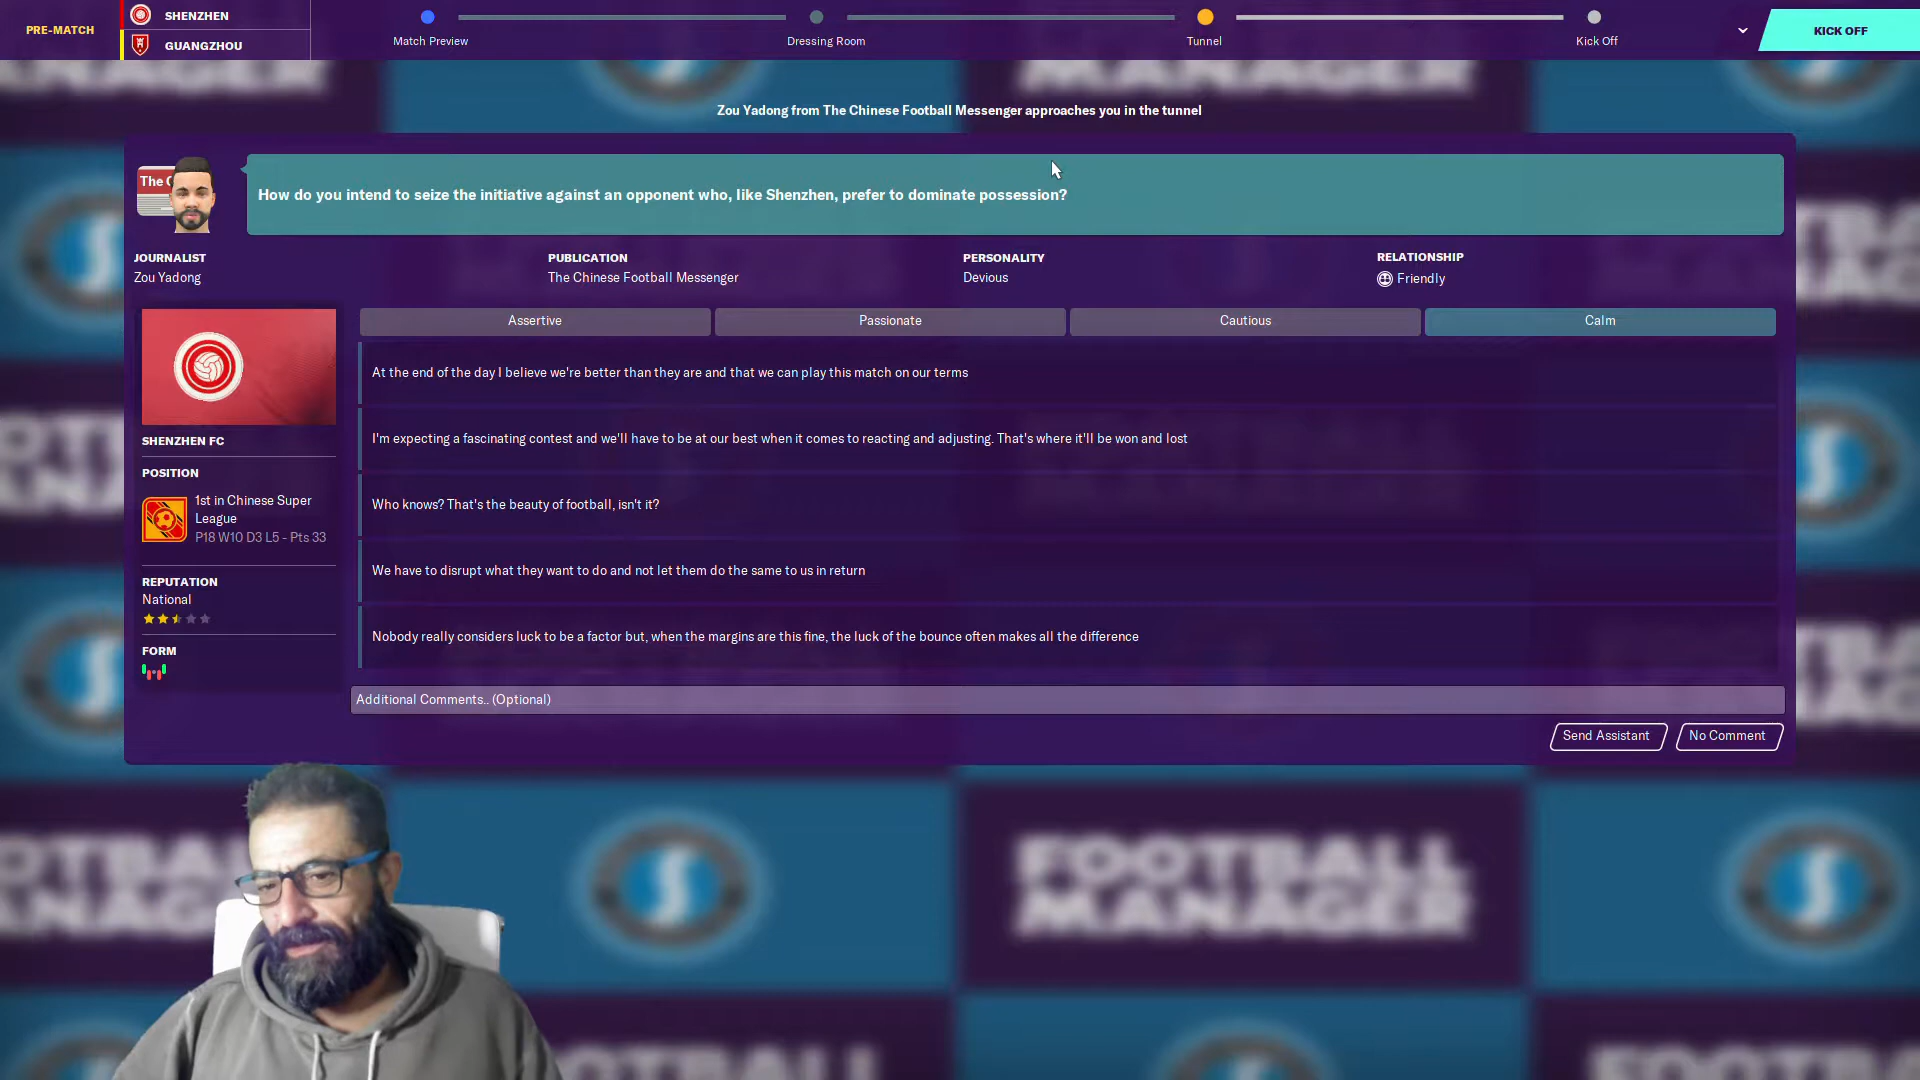 PRE-MATCH
SHENZHEN
GUANGZHOU
Match Preview
Dressing Room
Tunnel
Kick Off
KICK OFF
Zou Yadong from The Chinese Football Messenger approaches you in the tunnel
The C
How do you intend to seize the initiative against an opponent who, like Shenzhen, prefer to dominate possession?
JOURNALIST
Zou Yadong
PUBLICATION
The Chinese Football Messenger
PERSONALITY
Devious
RELATIONSHIP
Friendly
Assertive
Passionate
Cautious
Calm
At the end of the day I believe we're better than they are and that we can play this match on our terms
I'm expecting a fascinating contest and we'll have to be at our best when it comes to reacting and adjusting. That's where it'll be won and lost
Who knows? That's the beauty of football, isn't it?
We have to disrupt what they want to do and not let them do the same to us in return
Nobody really considers luck to be a factor but, when the margins are this fine, the luck of the bounce often makes all the difference
SHENZHEN FC
POSITION
1st in Chinese Super
League
P18 W10 D3 L5 - Pts 33
REPUTATION
National
FORM
Additional Comments.. (Optional)
Send Assistant
No Comment
FOOTBALL
MANAGER